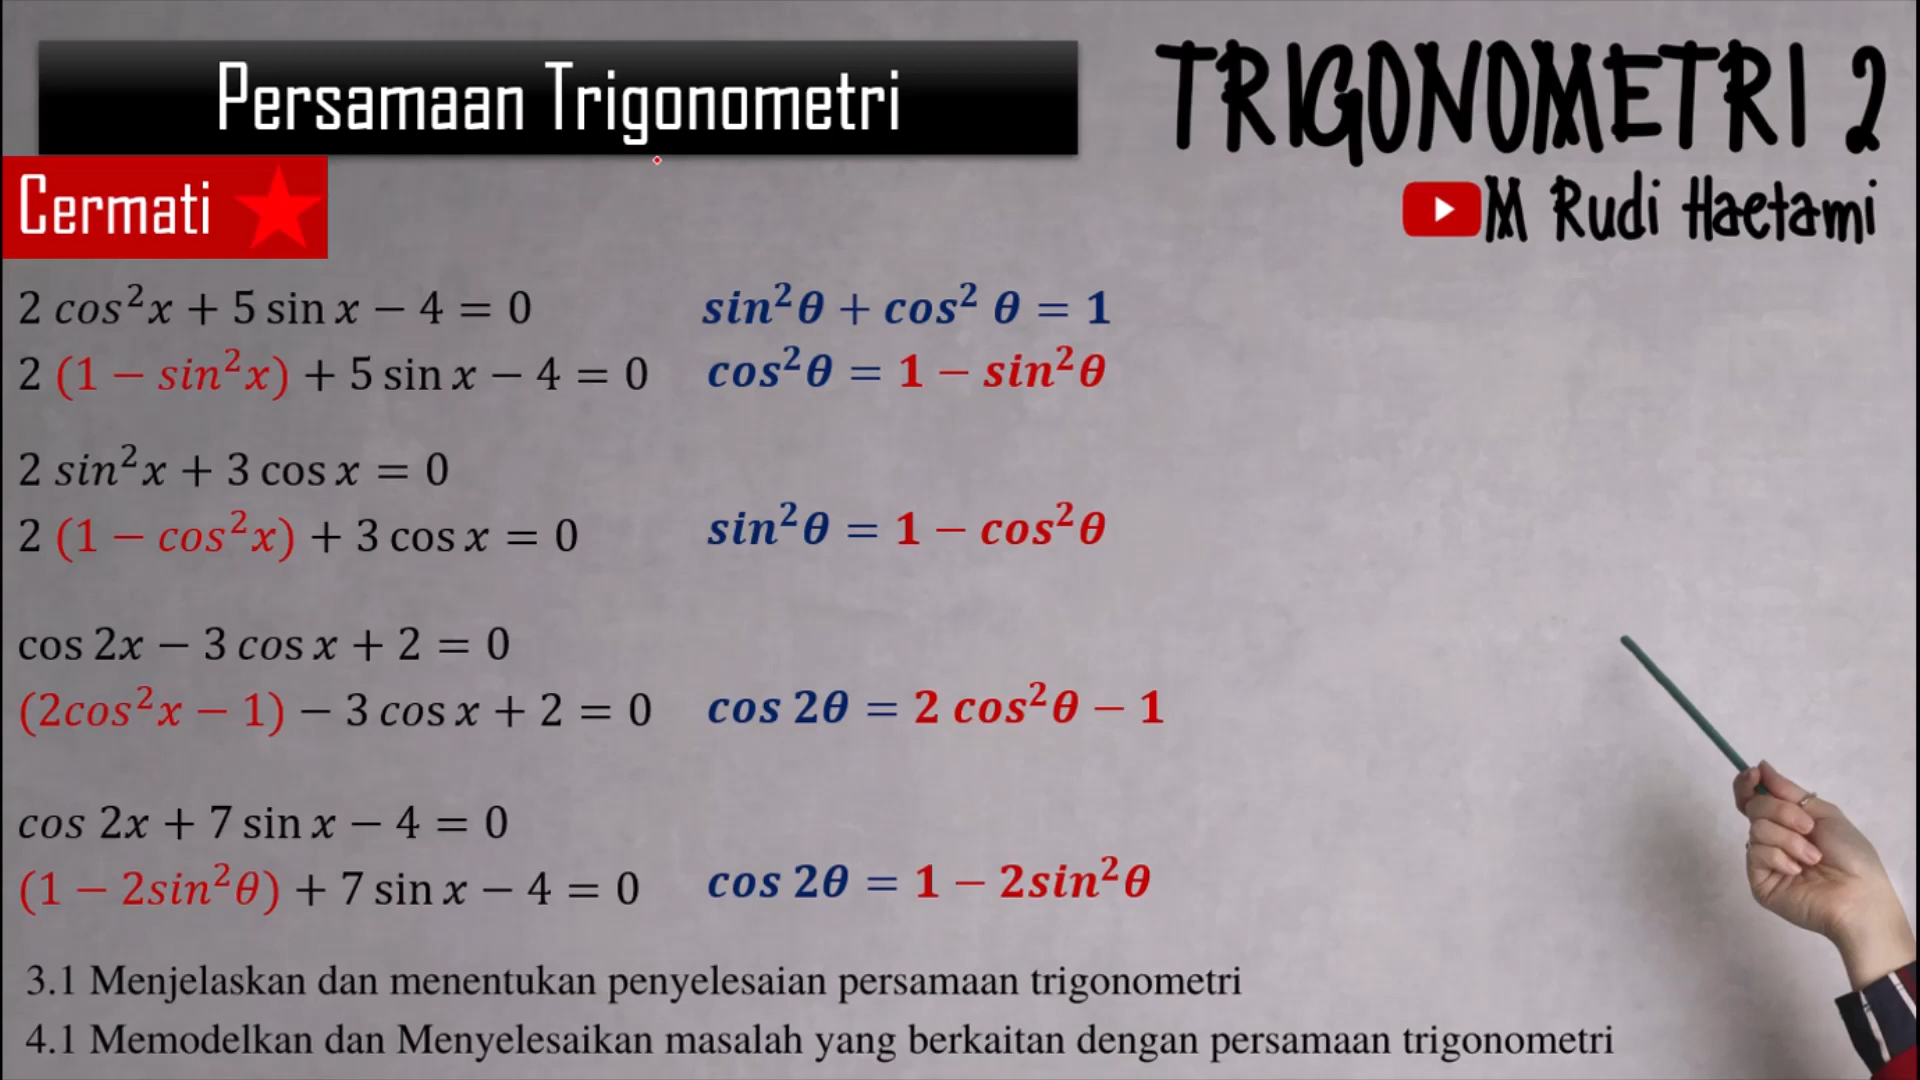 Persamaan Trigonometri
TRIGONOMETRI 2
M Rudi Haetami
Cermati
2 cos²x + 5 sin x − 4 = 0
sin²θ + cos² θ = 1
2 (1 − sin²x) + 5 sin x − 4 = 0
cos²θ = 1 − sin²θ
2 sin²x + 3 cos x = 0
2 (1 − cos²x) + 3 cos x = 0
sin²θ = 1 − cos²θ
cos 2x − 3 cos x + 2 = 0
(2cos²x − 1) − 3 cos x + 2 = 0
cos 2θ = 2 cos²θ − 1
cos 2x + 7 sin x − 4 = 0
(1 − 2sin²θ) + 7 sin x − 4 = 0
cos 2θ = 1 − 2sin²θ
3.1 Menjelaskan dan menentukan penyelesaian persamaan trigonometri
4.1 Memodelkan dan Menyelesaikan masalah yang berkaitan dengan persamaan trigonometri